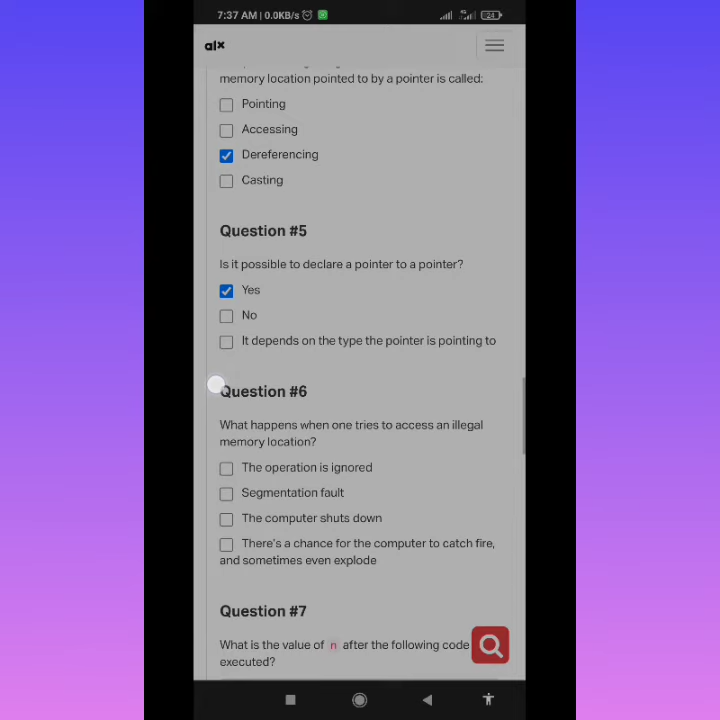 7:37 AM | 0.0KB/s
24
alx
memory location pointed to by a pointer is called:
Pointing
Accessing
Dereferencing
Casting
Question #5
Is it possible to declare a pointer to a pointer?
Yes
No
It depends on the type the pointer is pointing to
Question #6
What happens when one tries to access an illegal
memory location?
The operation is ignored
Segmentation fault
The computer shuts down
There's a chance for the computer to catch fire,
and sometimes even explode
Question #7
What is the value of n after the following code
executed?